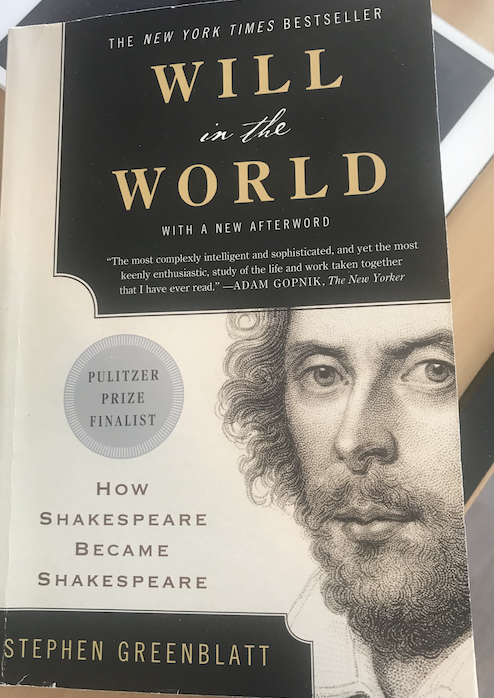 THE NEW YORK TIMES BESTSELLER
WILL
in the
WORLD
WITH A NEW AFTERWORD
“The most complexly intelligent and sophisticated, and yet the most
keenly enthusiastic, study of the life and work taken together
that I have ever read.” —ADAM GOPNIK, The New Yorker
PULITZER
PRIZE
FINALIST
HOW
SHAKESPEARE
BECAME
SHAKESPEARE
STEPHEN GREENBLATT